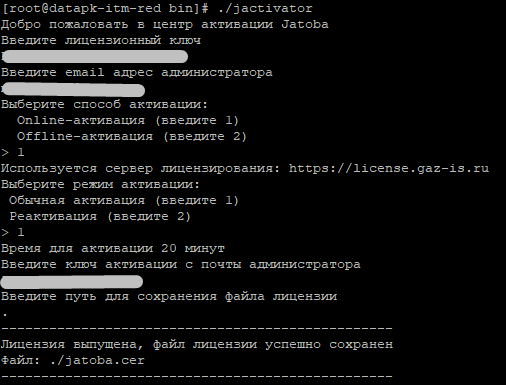 [root@datapk-itm-red bin]# ./jactivator
Добро пожаловать в центр активации Jatoba
Введите лицензионный ключ
Введите email адрес администратора
Выберите способ активации:
Online-активация (введите 1)
Offline-активация (введите 2)
> 1
Используется сервер лицензирования: https://license.gaz-is.ru
Выберите режим активации:
Обычная активация (введите 1)
Реактивация (введите 2)
> 1
Время для активации 20 минут
Введите ключ активации с почты администратора
Введите путь для сохранения файла лицензии
.
-------------------------------------------------
Лицензия выпущена, файл лицензии успешно сохранен
Файл: ./jatoba.cer
-------------------------------------------------